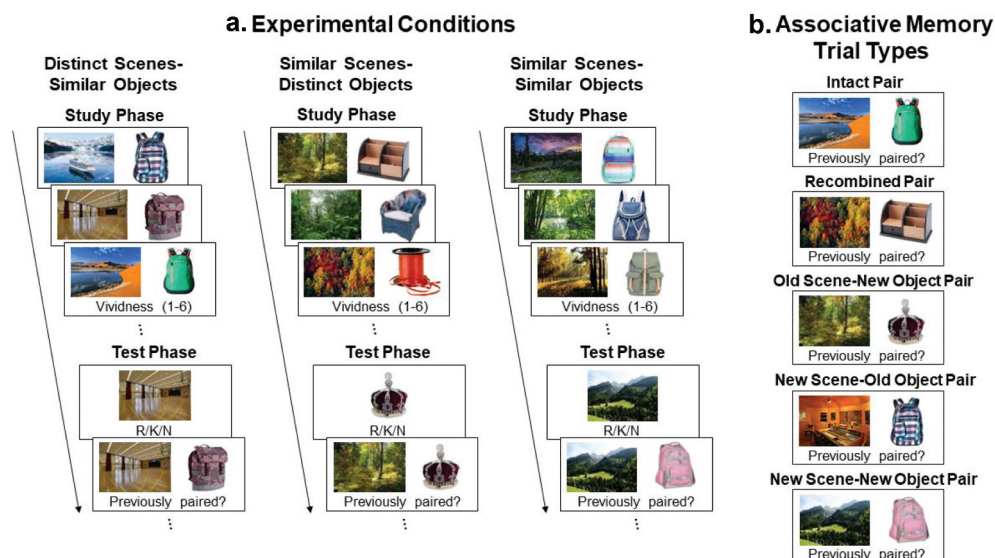 a. Experimental Conditions
Distinct Scenes-
Similar Objects
Study Phase
Vividness (1-6)
⋮
Test Phase
R/K/N
Previously paired?
⋮
Similar Scenes-
Distinct Objects
Study Phase
Vividness (1-6)
⋮
Test Phase
R/K/N
Previously paired?
⋮
Similar Scenes-
Similar Objects
Study Phase
Vividness (1-6)
⋮
Test Phase
R/K/N
Previously paired?
⋮
b. Associative Memory
Trial Types
Intact Pair
Previously paired?
Recombined Pair
Previously paired?
Old Scene-New Object Pair
Previously paired?
New Scene-Old Object Pair
Previously paired?
New Scene-New Object Pair
Previously paired?